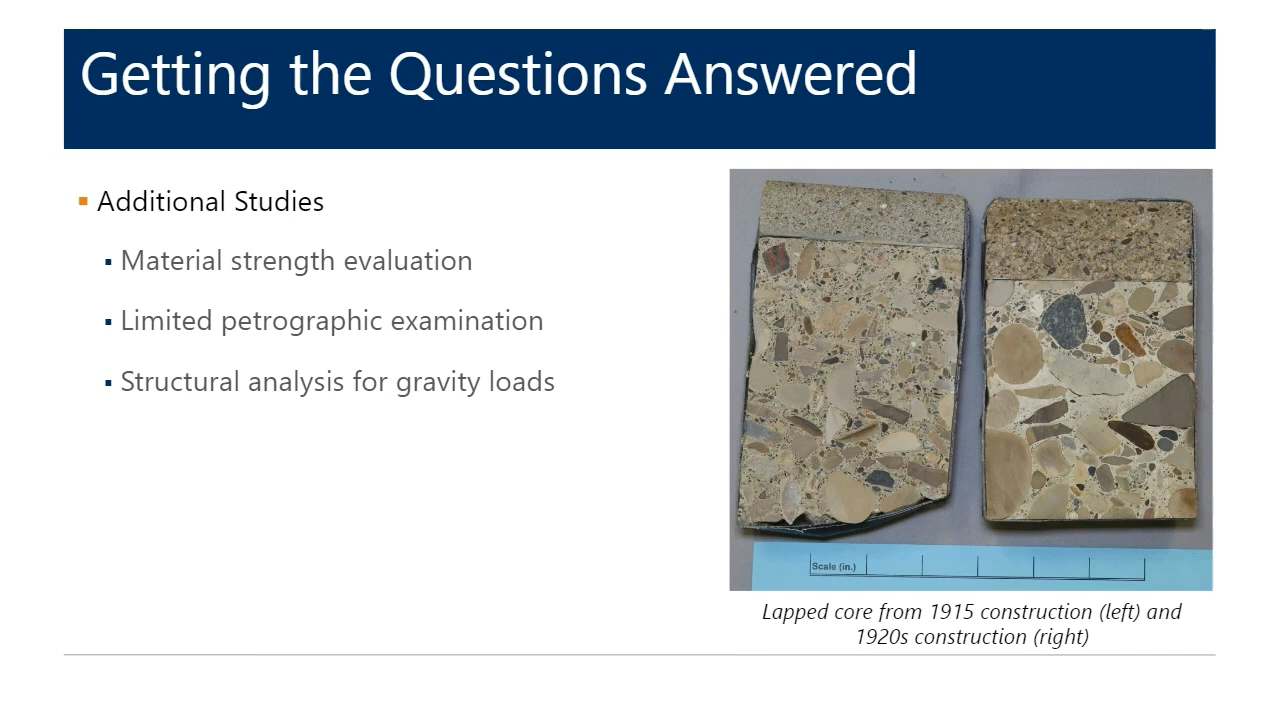 Getting the Questions Answered
Additional Studies
Material strength evaluation
Limited petrographic examination
Structural analysis for gravity loads
Scale (in.)
Lapped core from 1915 construction (left) and
1920s construction (right)